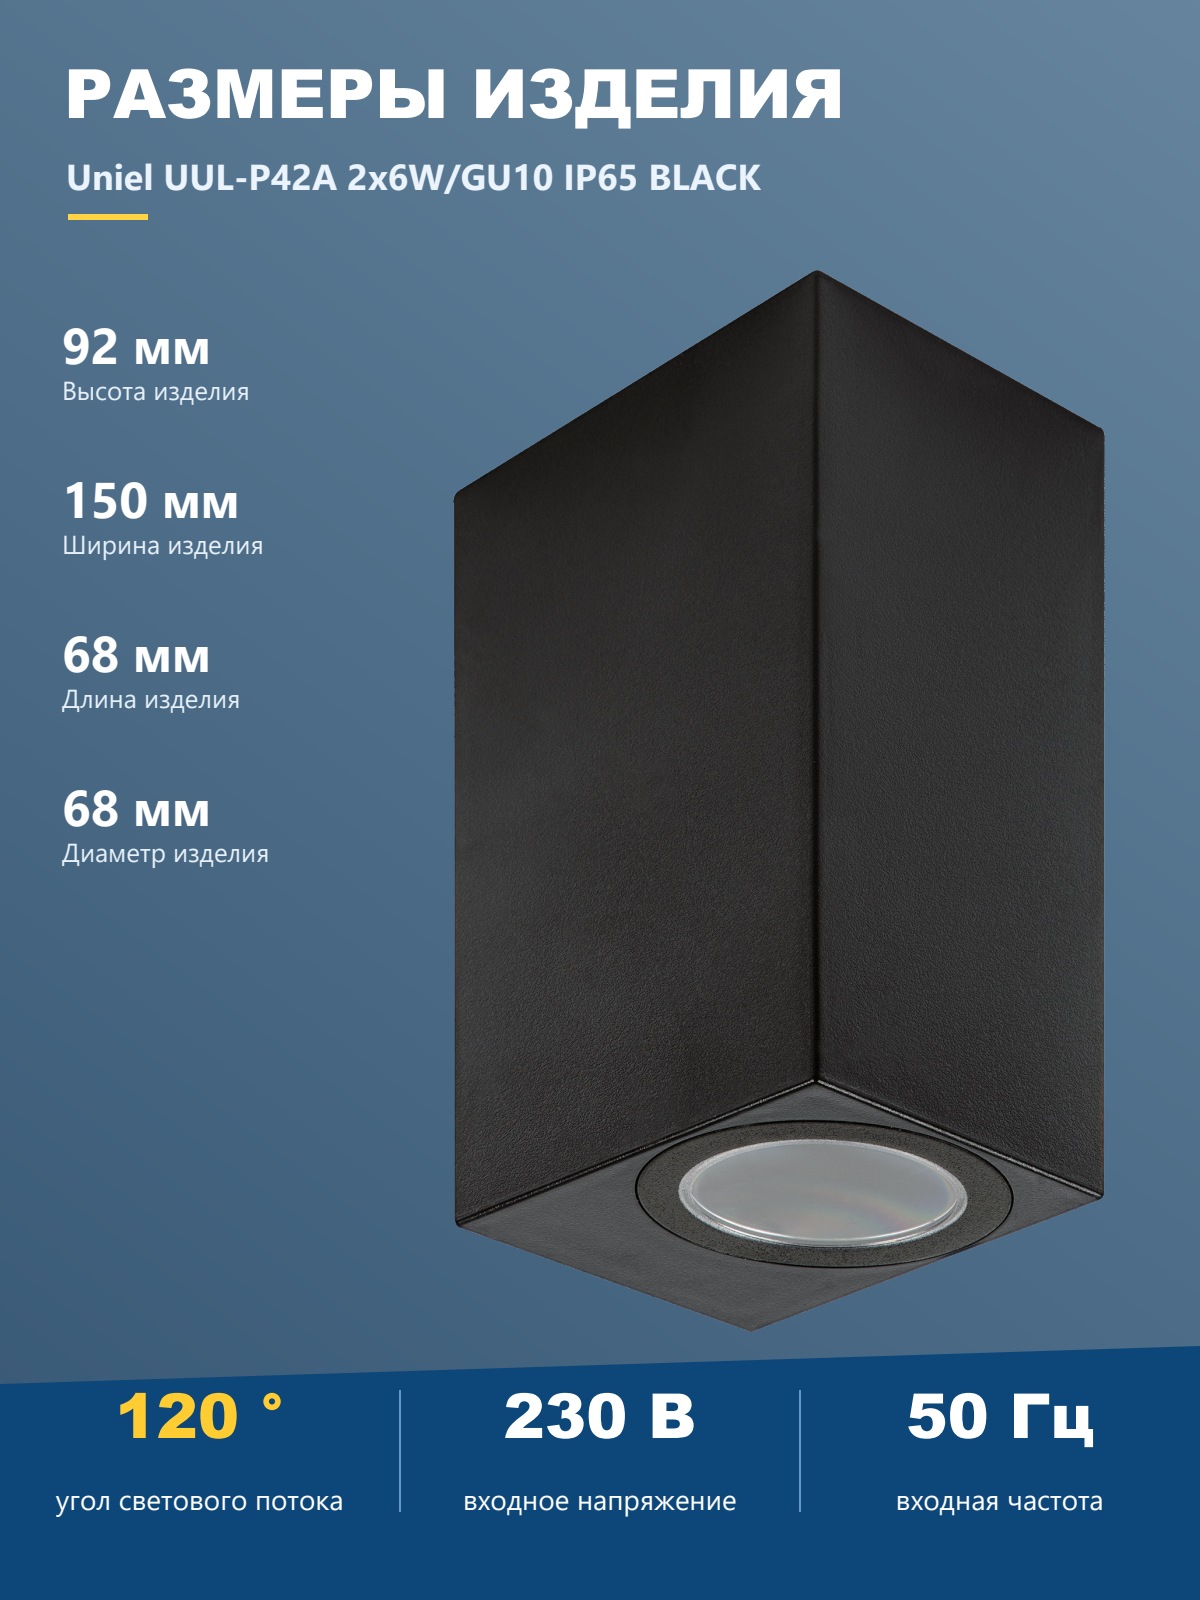 РАЗМЕРЫ ИЗДЕЛИЯ
Uniel UUL-P42A 2x6W/GU10 IP65 BLACK
92 мм
Высота изделия
150 мм
Ширина изделия
68 мм
Длина изделия
68 мм
Диаметр изделия
120 °
угол светового потока
230 В
входное напряжение
50 Гц
входная частота